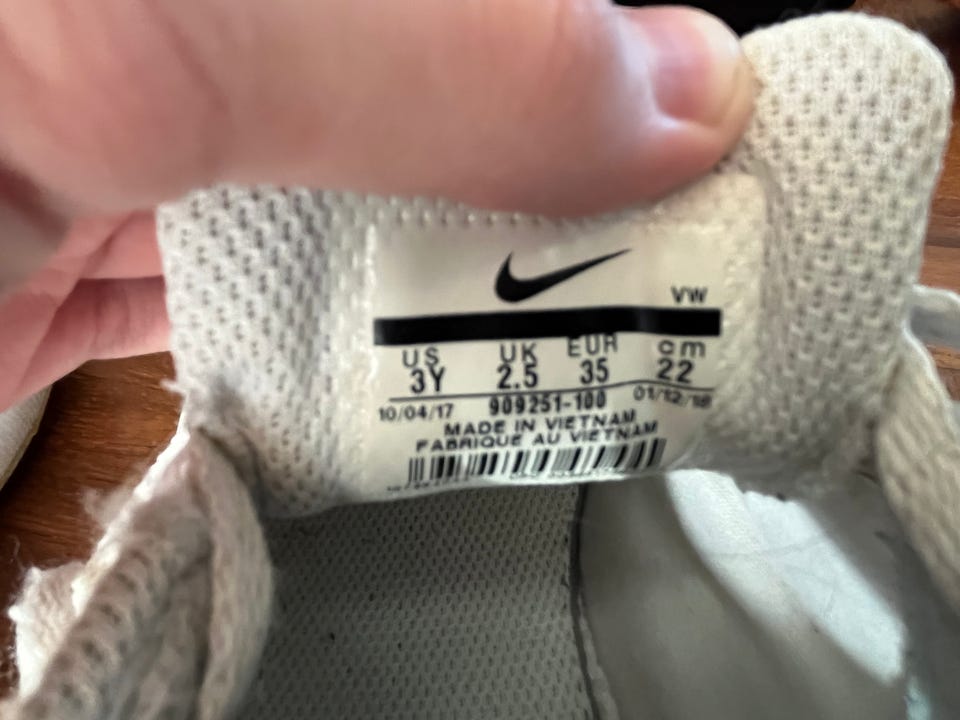 VW
US UK EUR cm
3Y 2.5 35 22
10/04/17 909251-100 01/12/18
MADE IN VIETNAM
FABRIQUE AU VIETNAM